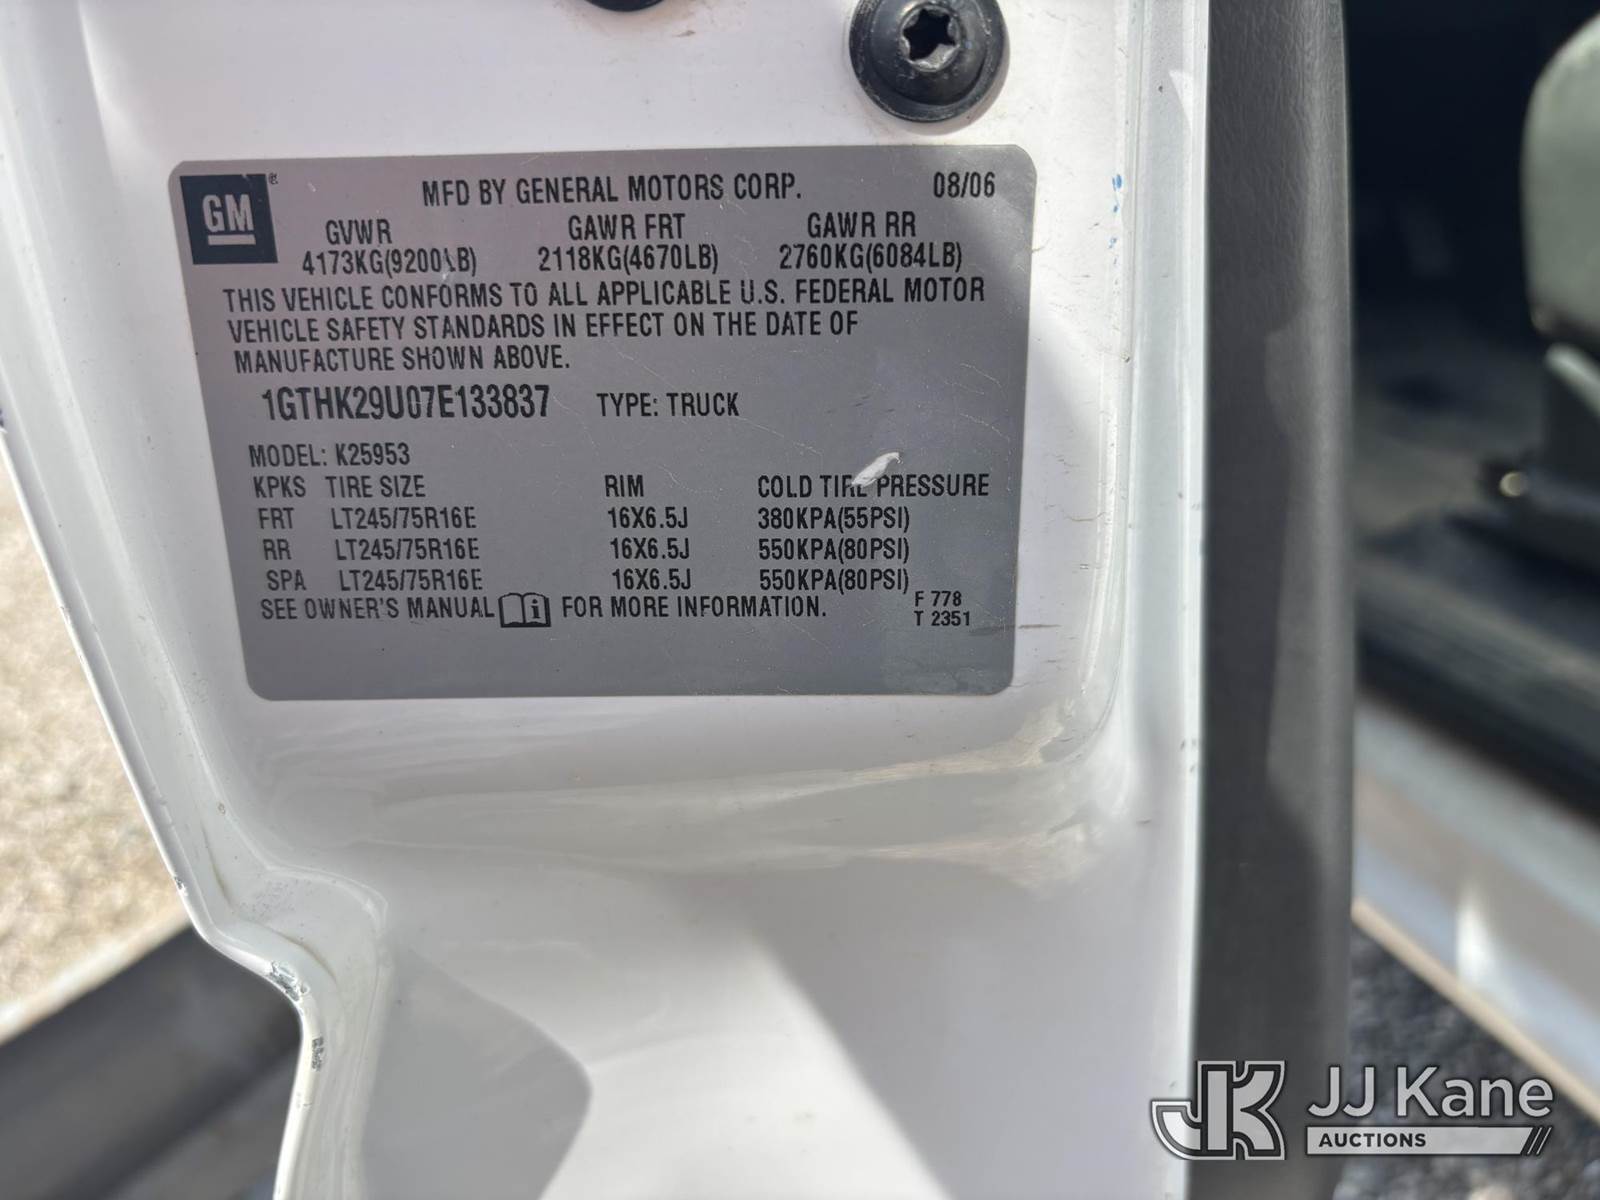 GM® MFD BY GENERAL MOTORS CORP. 08/06
GVWR GAWR FRT GAWR RR
4173KG(9200LB) 2118KG(4670LB) 2760KG(6084LB)
THIS VEHICLE CONFORMS TO ALL APPLICABLE U.S. FEDERAL MOTOR
VEHICLE SAFETY STANDARDS IN EFFECT ON THE DATE OF
MANUFACTURE SHOWN ABOVE.
1GTHK29U07E133837 TYPE: TRUCK
MODEL: K25953
KPKS TIRE SIZE RIM COLD TIRE PRESSURE
FRT LT245/75R16E 16X6.5J 380KPA(55PSI)
RR LT245/75R16E 16X6.5J 550KPA(80PSI)
SPA LT245/75R16E 16X6.5J 550KPA(80PSI)
SEE OWNER'S MANUAL i FOR MORE INFORMATION.
F 778
T 2351
JK JJ Kane
AUCTIONS